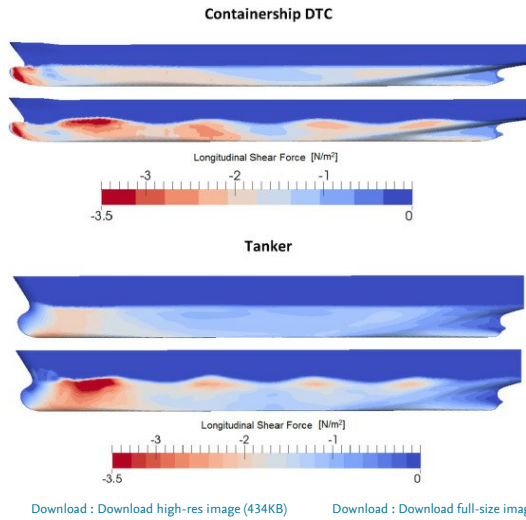 Containership DTC
Longitudinal Shear Force [N/m²]
-3 -2 -1
-3.5 0
Tanker
Longitudinal Shear Force [N/m²]
-3 -2 -1
-3.5 0
Download : Download high-res image (434KB) Download : Download full-size imag